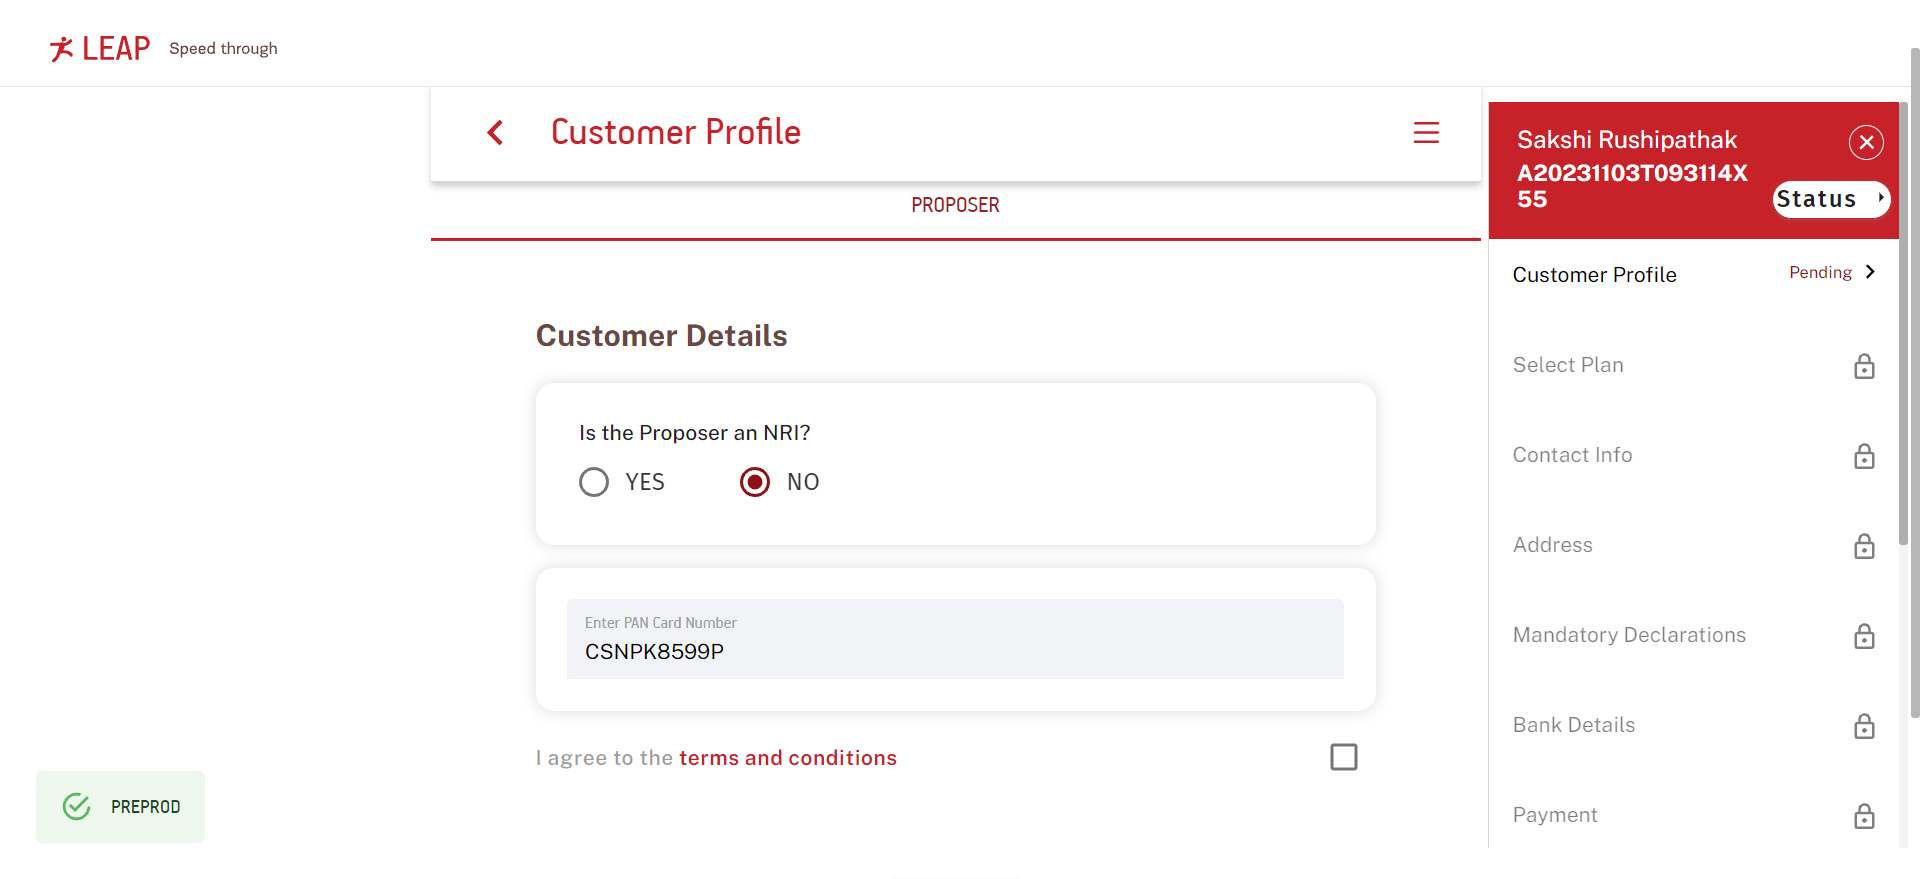 LEAP Speed through
Customer Profile
PROPOSER
Customer Details
Is the Proposer an NRI?
YES NO
Enter PAN Card Number
CSNPK8599P
I agree to the terms and conditions
PREPROD
Sakshi Rushipathak
A20231103T093114X
55
Status
Customer Profile Pending
Select Plan
Contact Info
Address
Mandatory Declarations
Bank Details
Payment